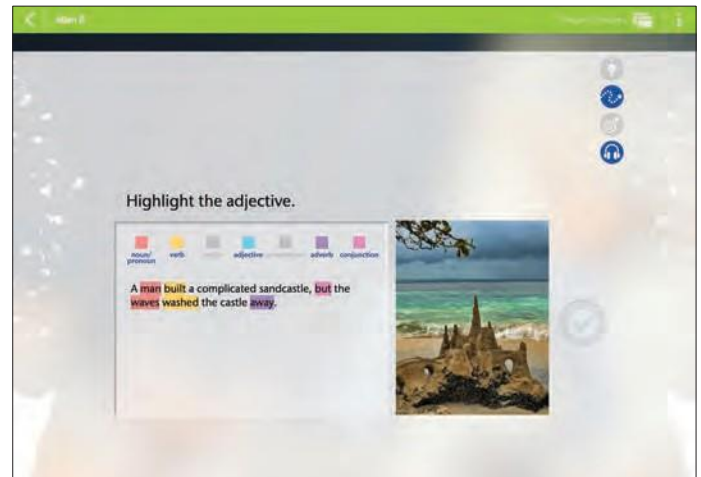 Highlight the adjective.
noun/ verb adjective adverb conjunction
pronoun
A man built a complicated sandcastle, but the
waves washed the castle away.